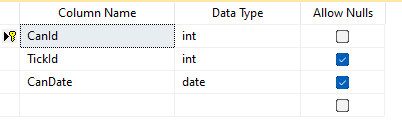 Column Name Data Type Allow Nulls
CanId int
TickId int
CanDate date